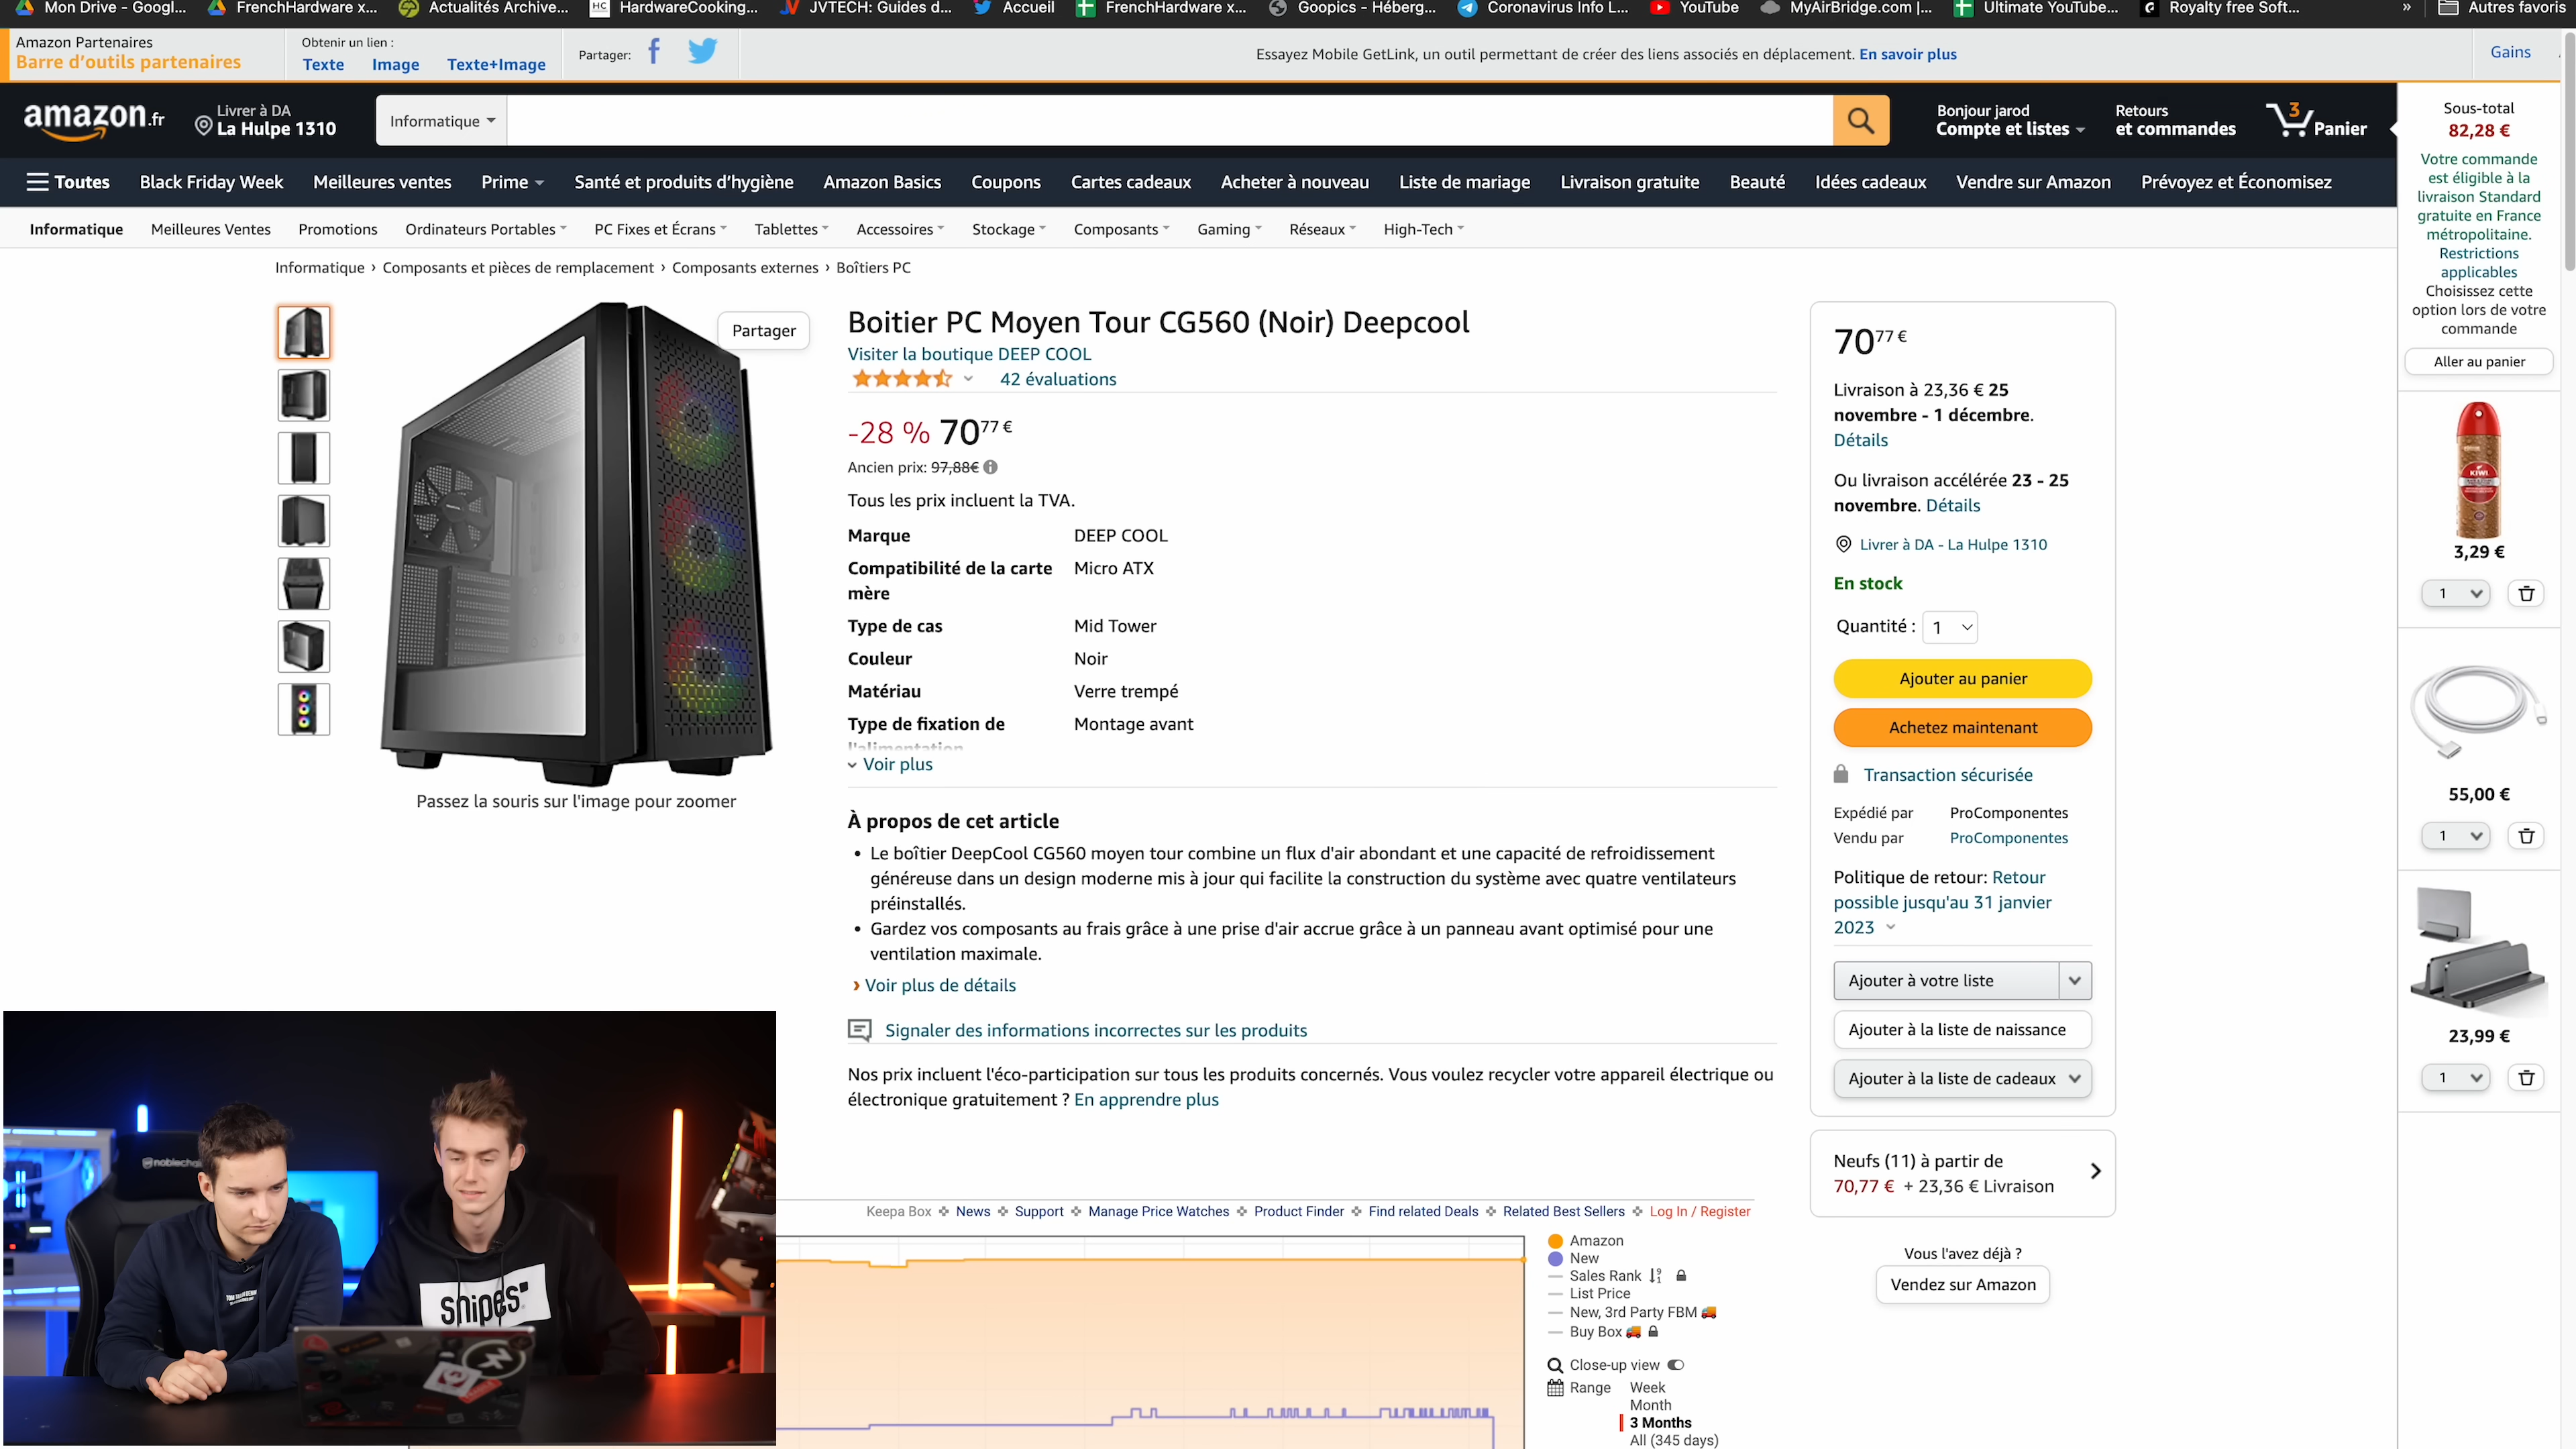 Mon Drive – Googl...
FrenchHardware x...
Actualités Archive...
HC
HardwareCooking...
JVTECH: Guides d...
Accueil
FrenchHardware x...
Goopics - Héberg...
Coronavirus Info L...
YouTube
MyAirBridge.com |...
Ultimate YouTube...
Royalty free Soft...
»
Autres favoris
Amazon Partenaires
Barre d'outils partenaires
Obtenir un lien :
Texte Image Texte+Image
Partager:
Essayez Mobile GetLink, un outil permettant de créer des liens associés en déplacement. En savoir plus
Gains
amazon.fr
Livrer à DA
La Hulpe 1310
Informatique
Bonjour jarod
Compte et listes
Retours
et commandes
3
Panier
Toutes Black Friday Week Meilleures ventes Prime Santé et produits d'hygiène Amazon Basics Coupons Cartes cadeaux Acheter à nouveau Liste de mariage Livraison gratuite Beauté Idées cadeaux Vendre sur Amazon Prévoyez et Économisez
Informatique Meilleures Ventes Promotions Ordinateurs Portables PC Fixes et Écrans Tablettes Accessoires Stockage Composants Gaming Réseaux High-Tech
Informatique › Composants et pièces de remplacement › Composants externes › Boîtiers PC
Partager
Passez la souris sur l'image pour zoomer
Boitier PC Moyen Tour CG560 (Noir) Deepcool
Visiter la boutique DEEP COOL
42 évaluations
-28 % 70 77 €
Ancien prix: 97,88€
Tous les prix incluent la TVA.
Marque DEEP COOL
Compatibilité de la carte Micro ATX
mère
Type de cas Mid Tower
Couleur Noir
Matériau Verre trempé
Type de fixation de Montage avant
l'alimentation
Voir plus
À propos de cet article
• Le boîtier DeepCool CG560 moyen tour combine un flux d'air abondant et une capacité de refroidissement
généreuse dans un design moderne mis à jour qui facilite la construction du système avec quatre ventilateurs
préinstallés.
• Gardez vos composants au frais grâce à une prise d'air accrue grâce à un panneau avant optimisé pour une
ventilation maximale.
› Voir plus de détails
Signaler des informations incorrectes sur les produits
Nos prix incluent l'éco-participation sur tous les produits concernés. Vous voulez recycler votre appareil électrique ou
électronique gratuitement ? En apprendre plus
70 77 €
Livraison à 23,36 € 25
novembre - 1 décembre.
Détails
Ou livraison accélérée 23 - 25
novembre. Détails
Livrer à DA - La Hulpe 1310
En stock
Quantité : 1
Ajouter au panier
Achetez maintenant
Transaction sécurisée
Expédié par ProComponentes
Vendu par ProComponentes
Politique de retour: Retour
possible jusqu'au 31 janvier
2023
Ajouter à votre liste
Ajouter à la liste de naissance
Ajouter à la liste de cadeaux
Neufs (11) à partir de
70,77 € + 23,36 € Livraison
Vous l'avez déjà ?
Vendez sur Amazon
Sous-total
82,28 €
Votre commande
est éligible à la
livraison Standard
gratuite en France
métropolitaine.
Restrictions
applicables
Choisissez cette
option lors de votre
commande
Aller au panier
KIWI
3,29 €
1
55,00 €
1
23,99 €
1
Keepa Box News Support Manage Price Watches Product Finder Find related Deals Related Best Sellers Log In / Register
Amazon
New
Sales Rank
List Price
New, 3rd Party FBM
Buy Box
Close-up view
Range Week
Month
3 Months
All (345 days)
noblecha
snipes